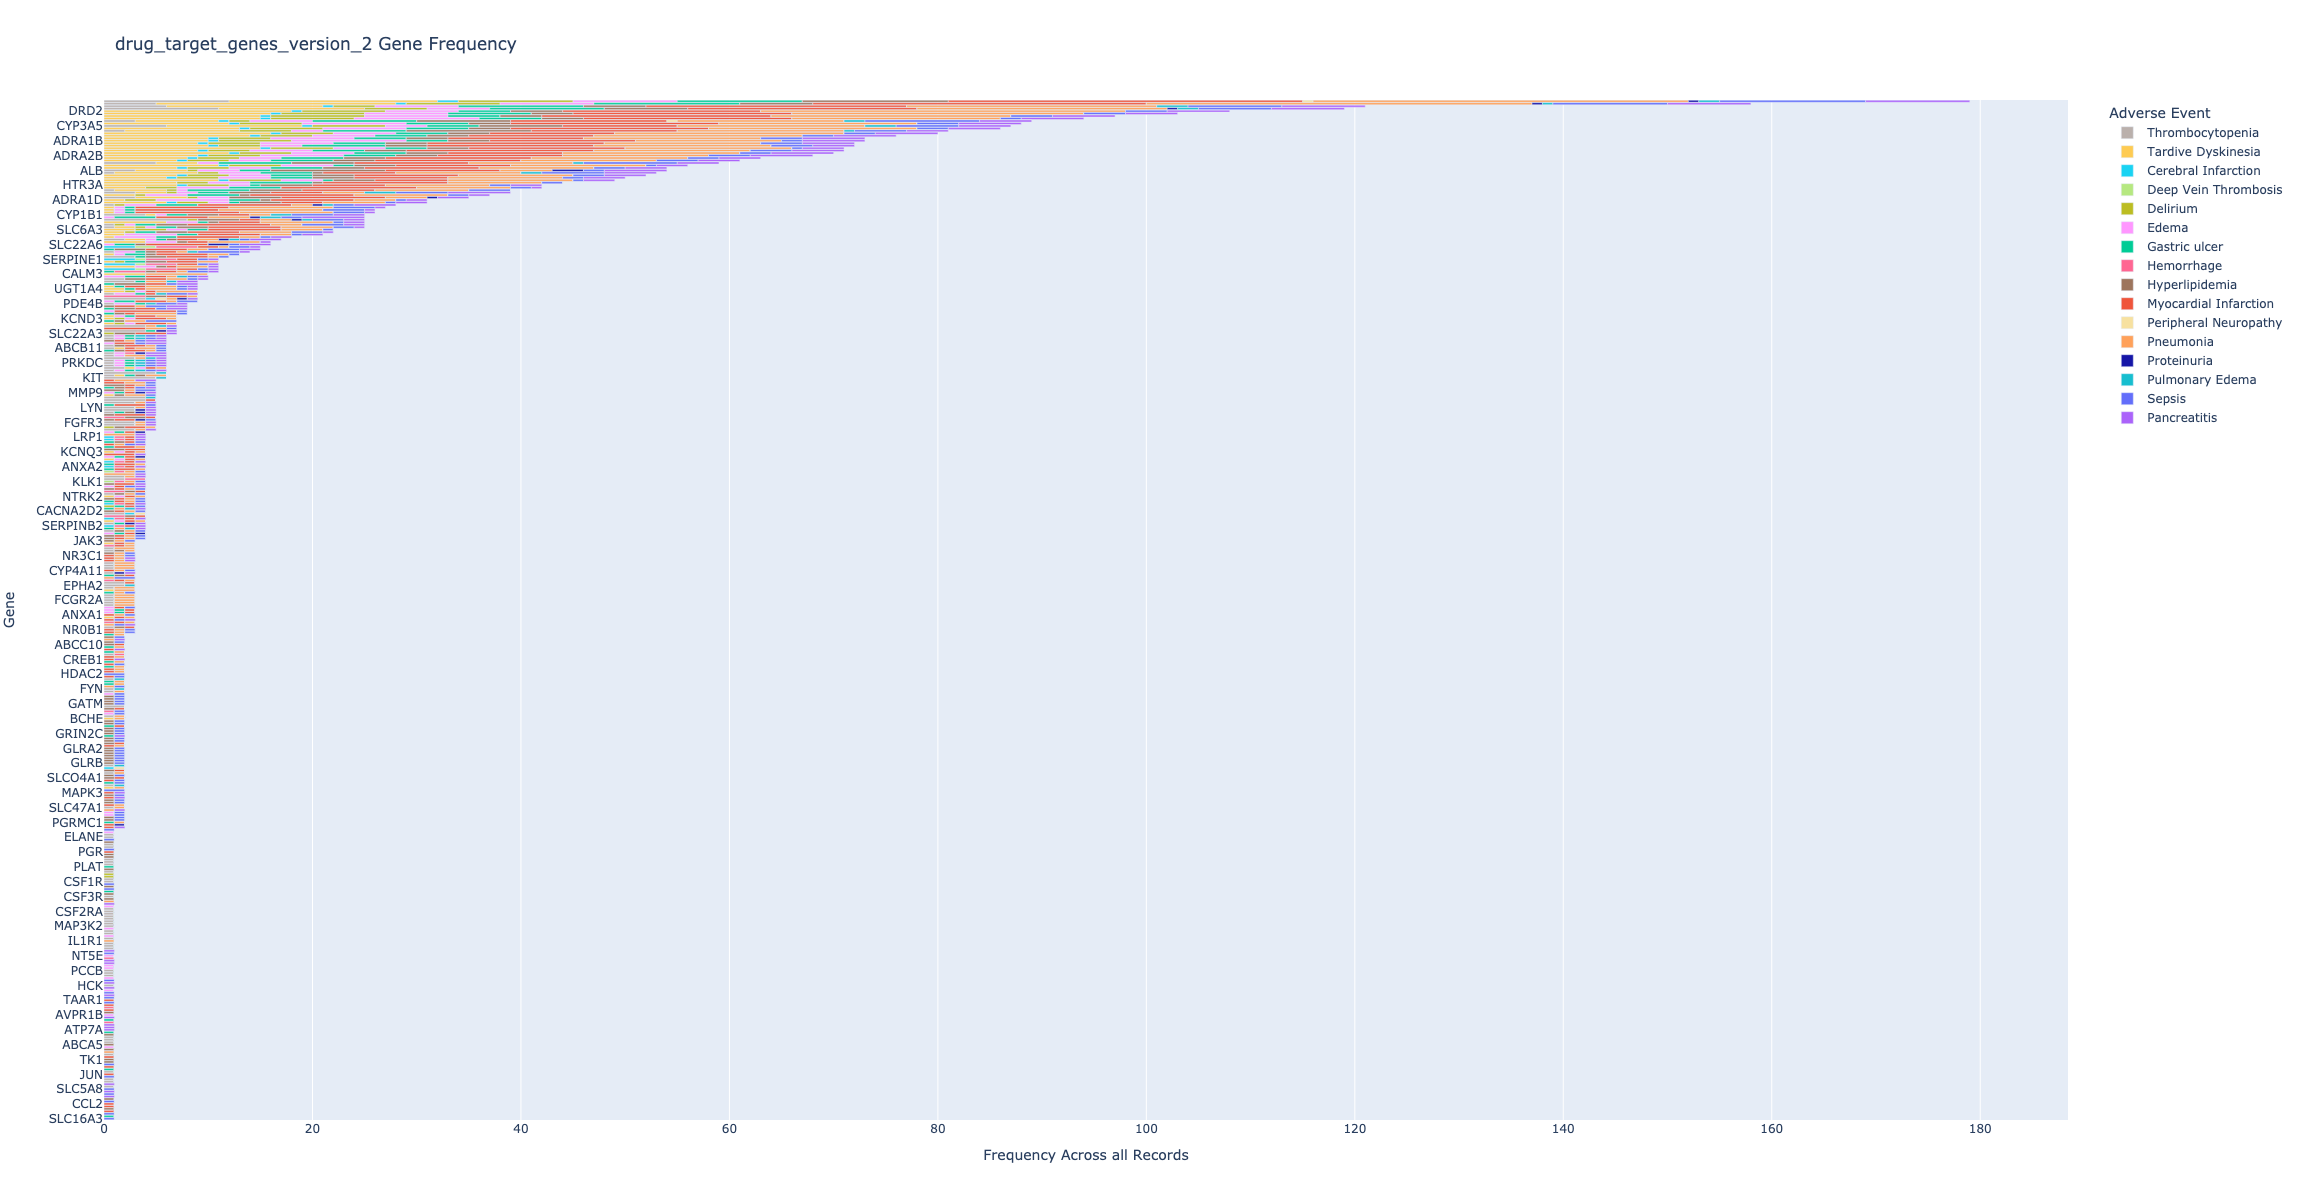 drug_target_genes_version_2 Gene Frequency
DRD2
CYP3A5
ADRA1B
ADRA2B
ALB
HTR3A
ADRA1D
CYP1B1
SLC6A3
SLC22A6
SERPINE1
CALM3
UGT1A4
PDE4B
KCND3
SLC22A3
ABCB11
PRKDC
KIT
MMP9
LYN
FGFR3
LRP1
KCNQ3
ANXA2
KLK1
NTRK2
CACNA2D2
SERPINB2
JAK3
NR3C1
CYP4A11
EPHA2
FCGR2A
ANXA1
NR0B1
ABCC10
CREB1
HDAC2
FYN
GATM
BCHE
GRIN2C
GLRA2
GLRB
SLCO4A1
MAPK3
SLC47A1
PGRMC1
ELANE
PGR
PLAT
CSF1R
CSF3R
CSF2RA
MAP3K2
IL1R1
NT5E
PCCB
HCK
TAAR1
AVPR1B
ATP7A
ABCA5
TK1
JUN
SLC5A8
CCL2
SLC16A3
Gene
0 20 40 60 80 100 120 140 160 180
Frequency Across all Records
Adverse Event
Thrombocytopenia
Tardive Dyskinesia
Cerebral Infarction
Deep Vein Thrombosis
Delirium
Edema
Gastric ulcer
Hemorrhage
Hyperlipidemia
Myocardial Infarction
Peripheral Neuropathy
Pneumonia
Proteinuria
Pulmonary Edema
Sepsis
Pancreatitis